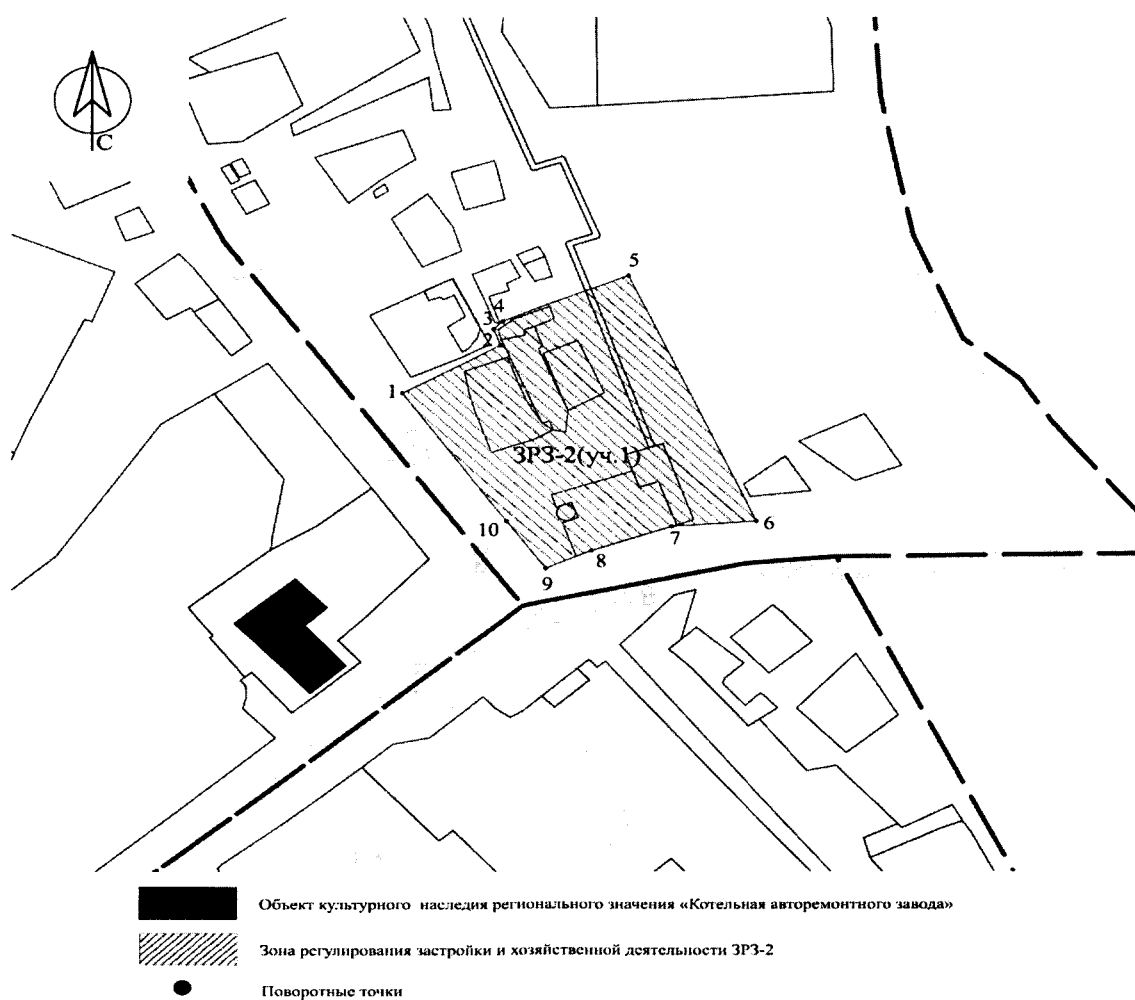 С
5
4
3
2
1
ЗРЗ-2(уч.1)
10
6
7
8
9
Объект культурного наследия регионального значения «Котельная авторемонтного завода»
Зона регулирования застройки и хозяйственной деятельности ЗРЗ-2
Поворотные точки